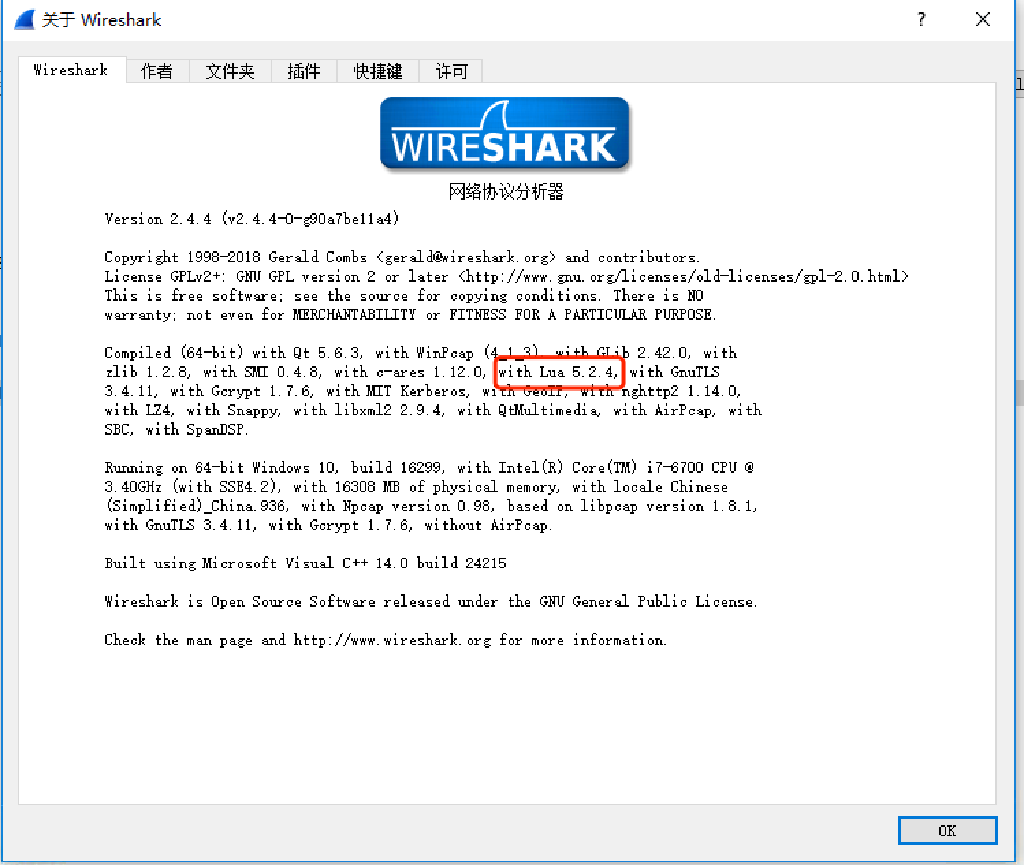 关于 Wireshark
?
Wireshark 作者 文件夹 插件 快捷键 许可
WIRESHARK
网络协议分析器
Version 2.4.4 (v2.4.4-0-g90a7be11a4)
Copyright 1998-2018 Gerald Combs <gerald@wireshark.org> and contributors.
License GPLv2+: GNU GPL version 2 or later <http://www.gnu.org/licenses/old-licenses/gpl-2.0.html>
This is free software; see the source for copying conditions. There is NO
warranty; not even for MERCHANTABILITY or FITNESS FOR A PARTICULAR PURPOSE.
Compiled (64-bit) with Qt 5.6.3, with WinPcap (4_1_3), with GLib 2.42.0, with
zlib 1.2.8, with SMI 0.4.8, with c-ares 1.12.0, with Lua 5.2.4, with GnuTLS
3.4.11, with Gcrypt 1.7.6, with MIT Kerberos, with GeoIP, with nghttp2 1.14.0,
with LZ4, with Snappy, with libxml2 2.9.4, with QtMultimedia, with AirPcap, with
SBC, with SpanDSP.
Running on 64-bit Windows 10, build 16299, with Intel(R) Core(TM) i7-6700 CPU @
3.40GHz (with SSE4.2), with 16308 MB of physical memory, with locale Chinese
(Simplified)_China.936, with Npcap version 0.98, based on libpcap version 1.8.1,
with GnuTLS 3.4.11, with Gcrypt 1.7.6, without AirPcap.
Built using Microsoft Visual C++ 14.0 build 24215
Wireshark is Open Source Software released under the GNU General Public License.
Check the man page and http://www.wireshark.org for more information.
OK